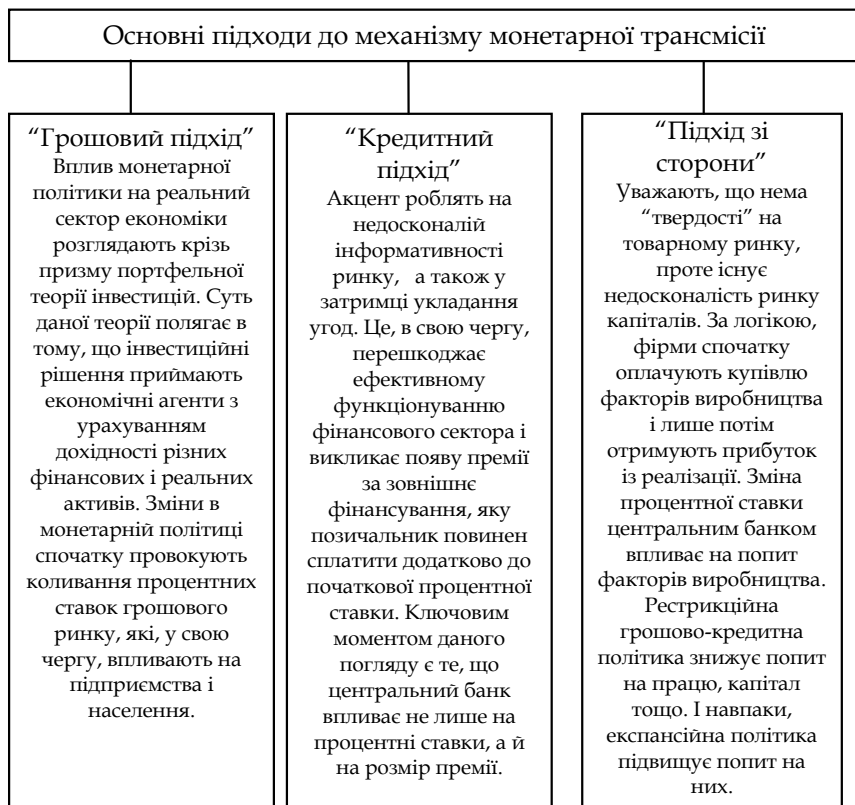 Основні підходи до механізму монетарної трансмісії
“Грошовий підхід”
Вплив монетарної
політики на реальний
сектор економіки
розглядають крізь
призму портфельної
теорії інвестицій. Суть
даної теорії полягає в
тому, що інвестиційні
рішення приймають
економічні агенти з
урахуванням
дохідності різних
фінансових і реальних
активів. Зміни в
монетарній політиці
спочатку провокують
коливання процентних
ставок грошового
ринку, які, у свою
чергу, впливають на
підприємства і
населення.
“Кредитний
підхід”
Акцент роблять на
недосконалій
інформативності
ринку, а також у
затримці укладання
угод. Це, в свою чергу,
перешкоджає
ефективному
функціонуванню
фінансового сектора і
викликає появу премії
за зовнішнє
фінансування, яку
позичальник повинен
сплатити додатково до
початкової процентної
ставки. Ключовим
моментом даного
погляду є те, що
центральний банк
впливає не лише на
процентні ставки, а й
на розмір премії.
“Підхід зі
сторони”
Уважають, що нема
“твердості” на
товарному ринку,
проте існує
недосконалість ринку
капіталів. За логікою,
фірми спочатку
оплачують купівлю
факторів виробництва
і лише потім
отримують прибуток
із реалізації. Зміна
процентної ставки
центральним банком
впливає на попит
факторів виробництва.
Рестрикційна
грошово-кредитна
політика знижує попит
на працю, капітал
тощо. І навпаки,
експансійна політика
підвищує попит на
них.